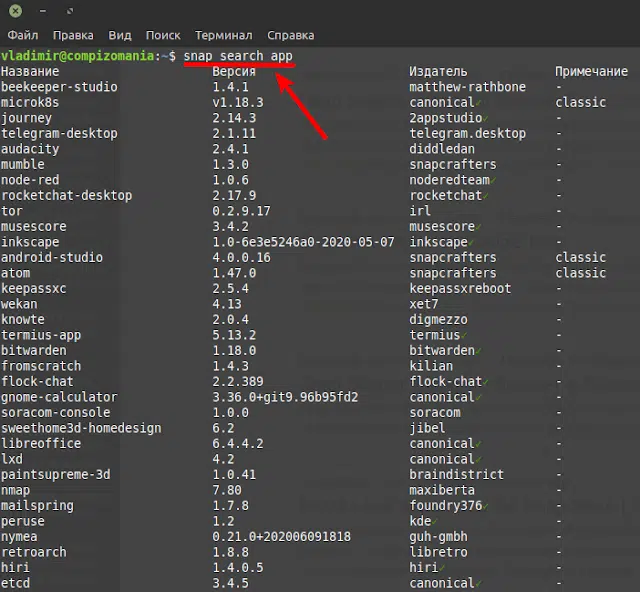 Файл Правка Вид Поиск Терминал Справка
vladimir@compizomania:~$ snap search app
Название Версия Издатель Примечание
beekeeper-studio 1.4.1 matthew-rathbone -
microk8s v1.18.3 canonical✓ classic
journey 2.14.3 2appstudio✓ -
telegram-desktop 2.1.11 telegram.desktop -
audacity 2.4.1 diddledan -
mumble 1.3.0 snapcrafters -
node-red 1.0.6 noderedteam✓ -
rocketchat-desktop 2.17.9 rocketchat✓ -
tor 0.2.9.17 irl -
musescore 3.4.2 musescore✓ -
inkscape 1.0-6e3e5246a0-2020-05-07 inkscape✓ -
android-studio 4.0.0.16 snapcrafters classic
atom 1.47.0 snapcrafters classic
keepassxc 2.5.4 keepassxreboot -
wekan 4.13 xet7 -
knowte 2.0.4 digmezzo -
termius-app 5.13.2 termius✓ -
bitwarden 1.18.0 bitwarden✓ -
fromscratch 1.4.3 kilian -
flock-chat 2.2.389 flock-chat✓ -
gnome-calculator 3.36.0+git9.96b95fd2 canonical✓ -
soracom-console 1.0.0 soracom -
sweethome3d-homedesign 6.2 jibel -
libreoffice 6.4.4.2 canonical✓ -
lxd 4.2 canonical✓ -
paintsupreme-3d 1.0.41 braindistrict -
nmap 7.80 maxiberta -
mailspring 1.7.8 foundry376✓ -
peruse 1.2 kde✓ -
nymea 0.21.0+202006091818 guh-gmbh -
retroarch 1.8.8 libretro -
hiri 1.4.0.5 hiri✓ -
etcd 3.4.5 canonical✓ -